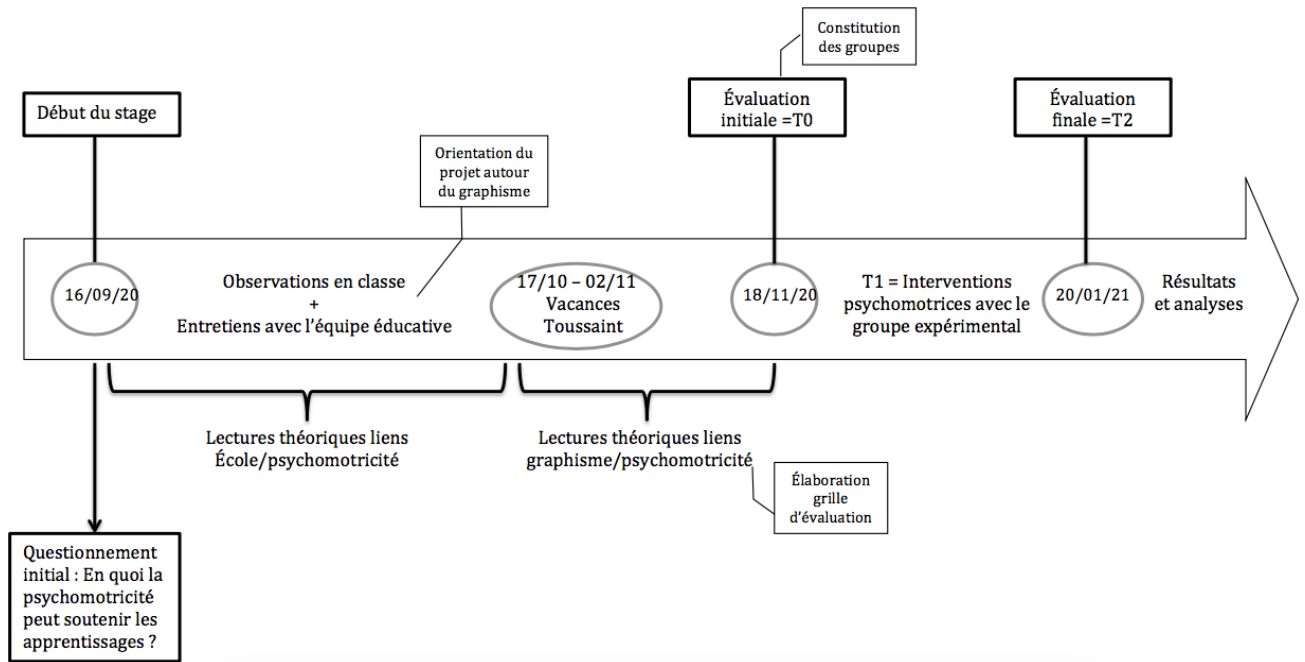 Constitution
des groupes
Début du stage
Évaluation
initiale =T0
Évaluation
finale =T2
Orientation du
projet autour
du graphisme
16/09/20
Observations en classe
+
Entretiens avec l'équipe éducative
17/10 – 02/11
Vacances
Toussaint
18/11/20
T1 = Interventions
psychomotrices avec le
groupe expérimental
20/01/21
Résultats
et analyses
Lectures théoriques liens
École/psychomotricité
Lectures théoriques liens
graphisme/psychomotricité
Élaboration
grille
d'évaluation
Questionnement
initial : En quoi la
psychomotricité
peut soutenir les
apprentissages ?